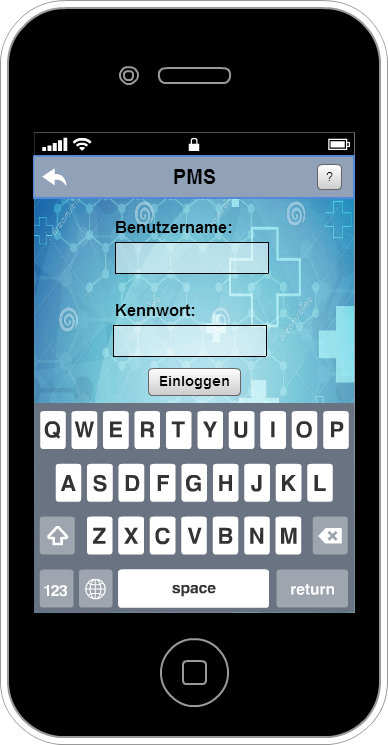 PMS
?
Benutzername:
Kennwort:
Einloggen
Q W E R T Y U I O P
A S D F G H J K L
Z X C V B N M
123 space return